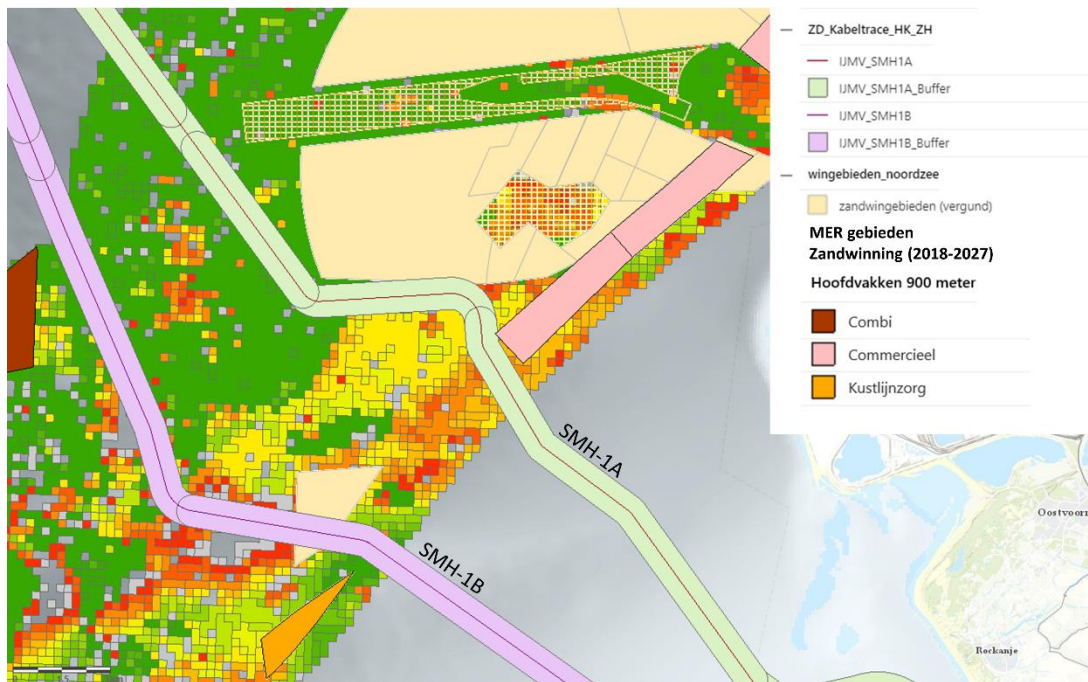 ZD_Kabeltrace_HK_ZH
IJMV_SMH1A
IJMV_SMH1A_Buffer
IJMV_SMH1B
IJMV_SMH1B_Buffer
wingebieden_noordzee
zandwingebieden (vergund)
MER gebieden
Zandwinning (2018-2027)
Hoofdvakken 900 meter
Combi
Commercieel
Kustlijnzorg
SMH-1A
SMH-1B
Oostvoorn
Rockanje